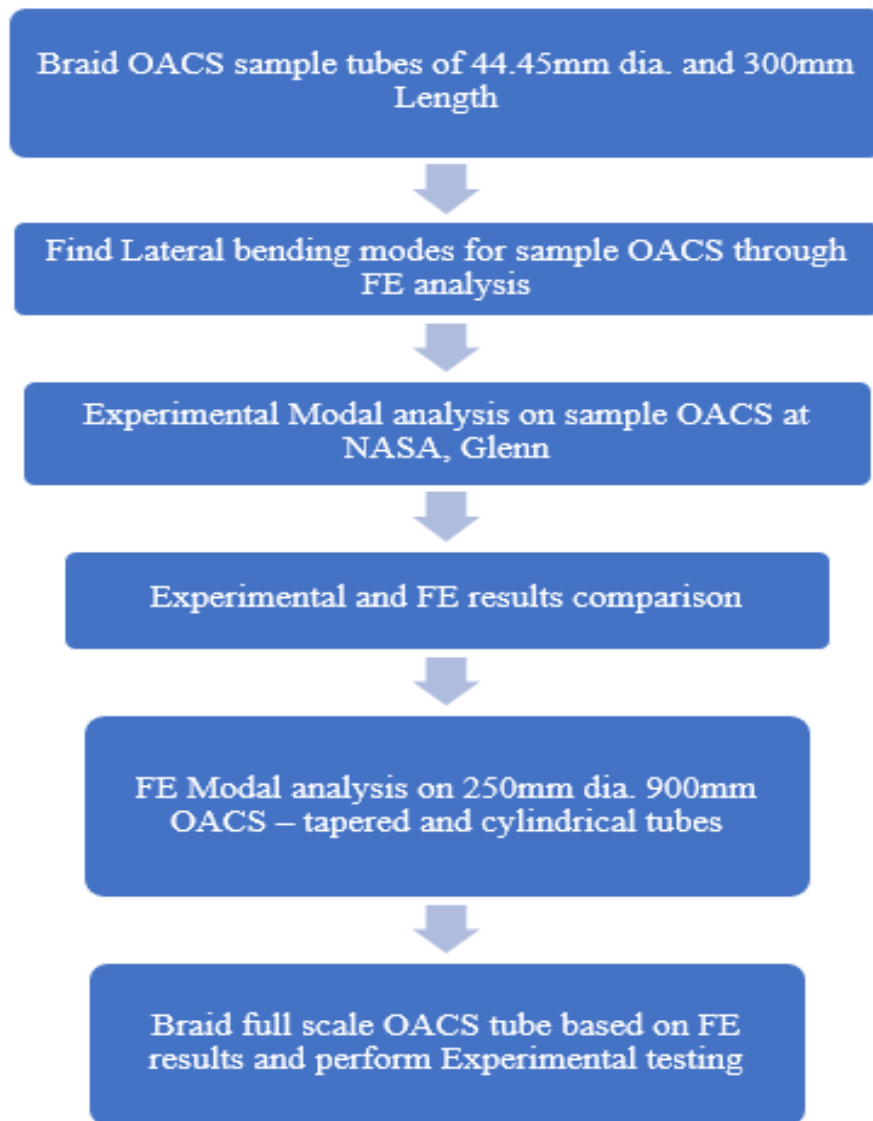 Braid OACS sample tubes of 44.45mm dia. and 300mm
Length
Find Lateral bending modes for sample OACS through
FE analysis
Experimental Modal analysis on sample OACS at
NASA, Glenn
Experimental and FE results comparison
FE Modal analysis on 250mm dia. 900mm
OACS – tapered and cylindrical tubes
Braid full scale OACS tube based on FE
results and perform Experimental testing